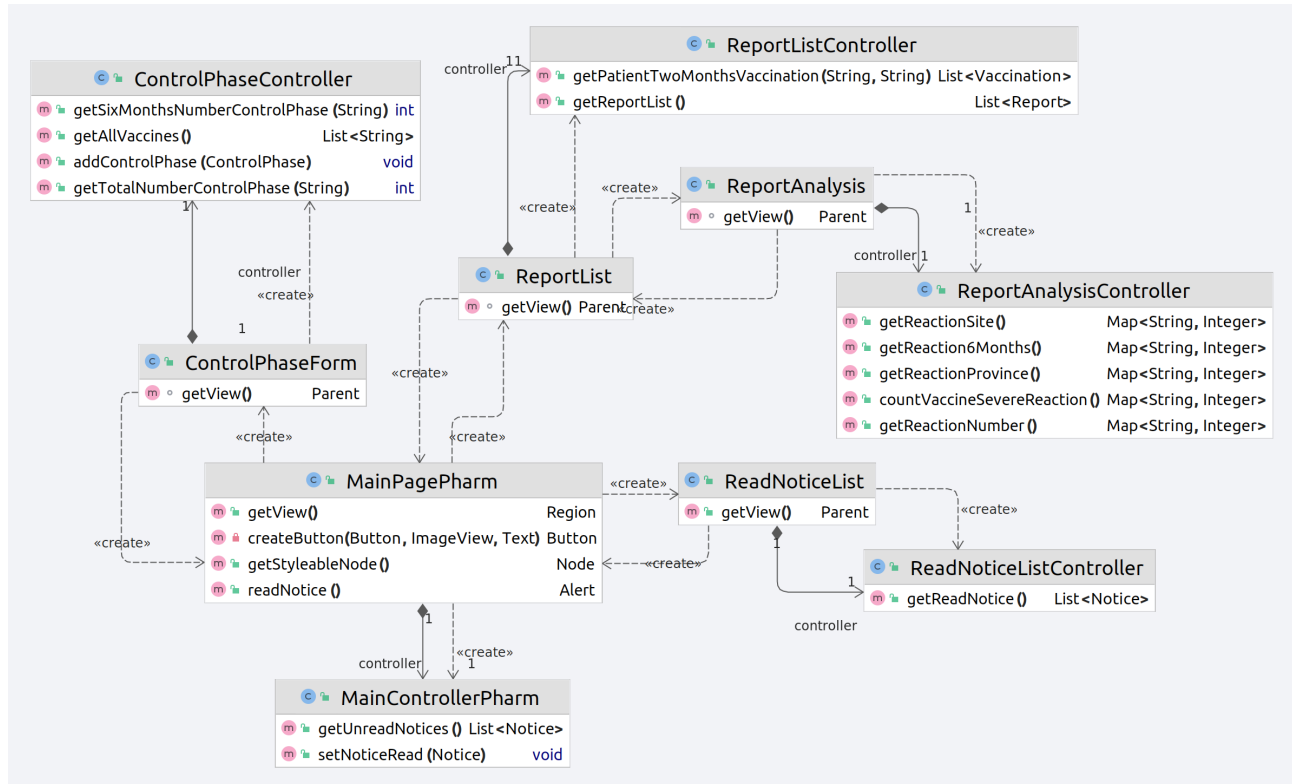 ReportListController
getPatientTwoMonthsVaccination(String, String) List<Vaccination>
getReportList() List<Report>
controller
11
ControlPhaseController
getSixMonthsNumberControlPhase(String) int
getAllVaccines() List<String>
addControlPhase(ControlPhase) void
getTotalNumberControlPhase(String) int
1
controller
«create»
1
«create»
«create»
ReportAnalysis
getView() Parent
1
«create»
controller 1
ReportList
getView() Parent
«create»
ReportAnalysisController
getReactionSite() Map<String, Integer>
getReaction6Months() Map<String, Integer>
getReactionProvince() Map<String, Integer>
countVaccineSevereReaction() Map<String, Integer>
getReactionNumber() Map<String, Integer>
ControlPhaseForm
getView() Parent
«create»
«create»
«create»
«create»
MainPagePharm
getView() Region
createButton(Button, ImageView, Text) Button
getStyleableNode() Node
readNotice() Alert
«create»
ReadNoticeList
getView() Parent
«create»
«create»
1
1
controller
ReadNoticeListController
getReadNotice() List<Notice>
1
controller
«create»
1
MainControllerPharm
getUnreadNotices() List<Notice>
setNoticeRead(Notice) void